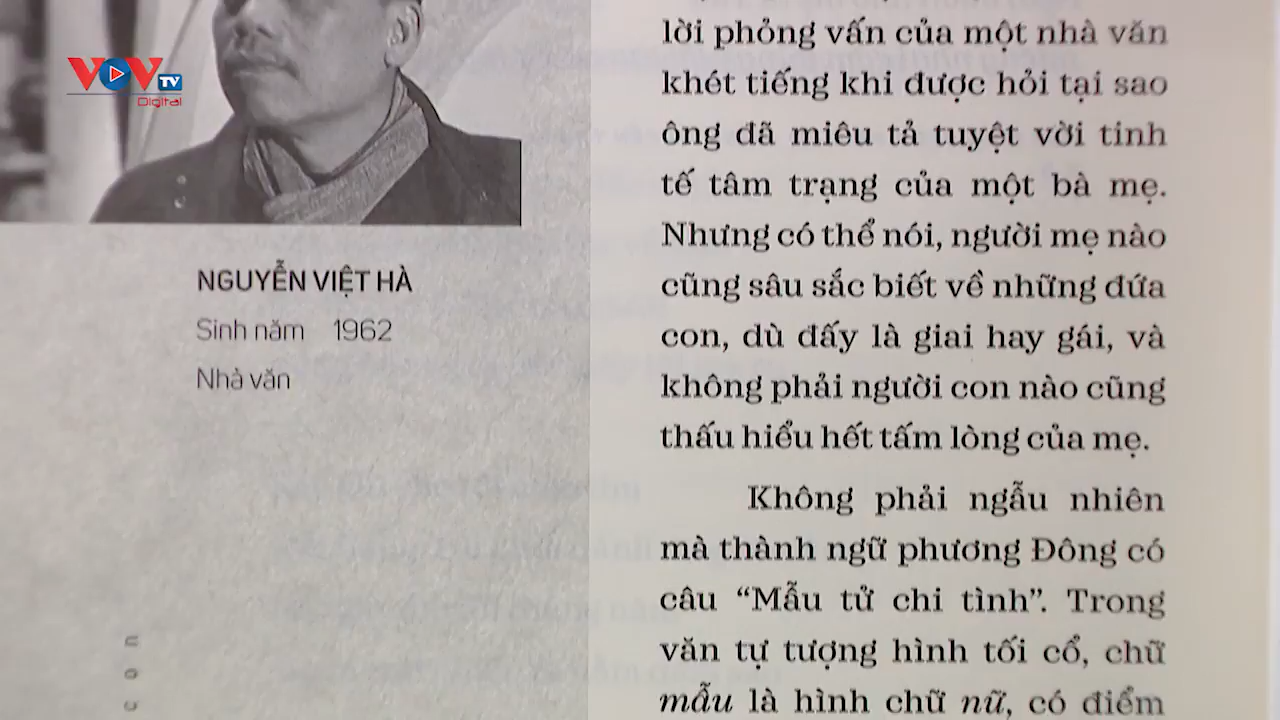 VOV TV
Digital
NGUYỄN VIỆT HÀ
Sinh năm 1962
Nhà văn
lời phỏng vấn của một nhà văn
khét tiếng khi được hỏi tại sao
ông đã miêu tả tuyệt vời tinh
tế tâm trạng của một bà mẹ.
Nhưng có thể nói, người mẹ nào
cũng sâu sắc biết về những đứa
con, dù đấy là giai hay gái, và
không phải người con nào cũng
thấu hiểu hết tấm lòng của mẹ.
Không phải ngẫu nhiên
mà thành ngữ phương Đông có
câu “Mẫu tử chi tình”. Trong
văn tự tượng hình tối cổ, chữ
mẫu là hình chữ nữ, có điểm